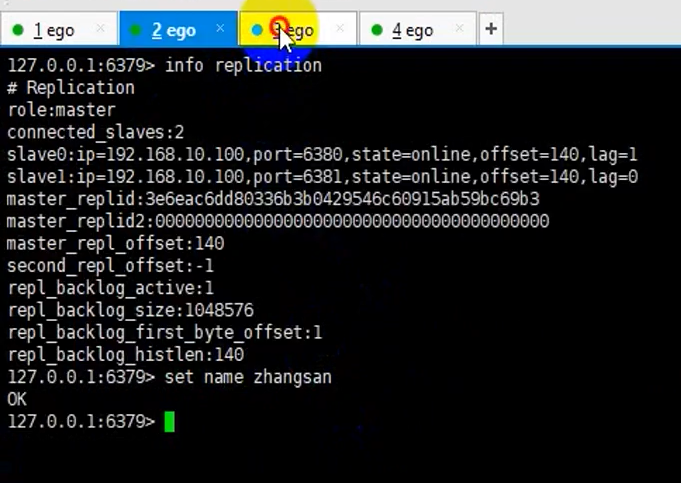 1 ego
2 ego
3 ego
4 ego
127.0.0.1:6379> info replication
# Replication
role:master
connected_slaves:2
slave0:ip=192.168.10.100,port=6380,state=online,offset=140,lag=1
slave1:ip=192.168.10.100,port=6381,state=online,offset=140,lag=0
master_replid:3e6eac6dd80336b3b0429546c60915ab59bc69b3
master_replid2:0000000000000000000000000000000000000000
master_repl_offset:140
second_repl_offset:-1
repl_backlog_active:1
repl_backlog_size:1048576
repl_backlog_first_byte_offset:1
repl_backlog_histlen:140
127.0.0.1:6379> set name zhangsan
OK
127.0.0.1:6379>